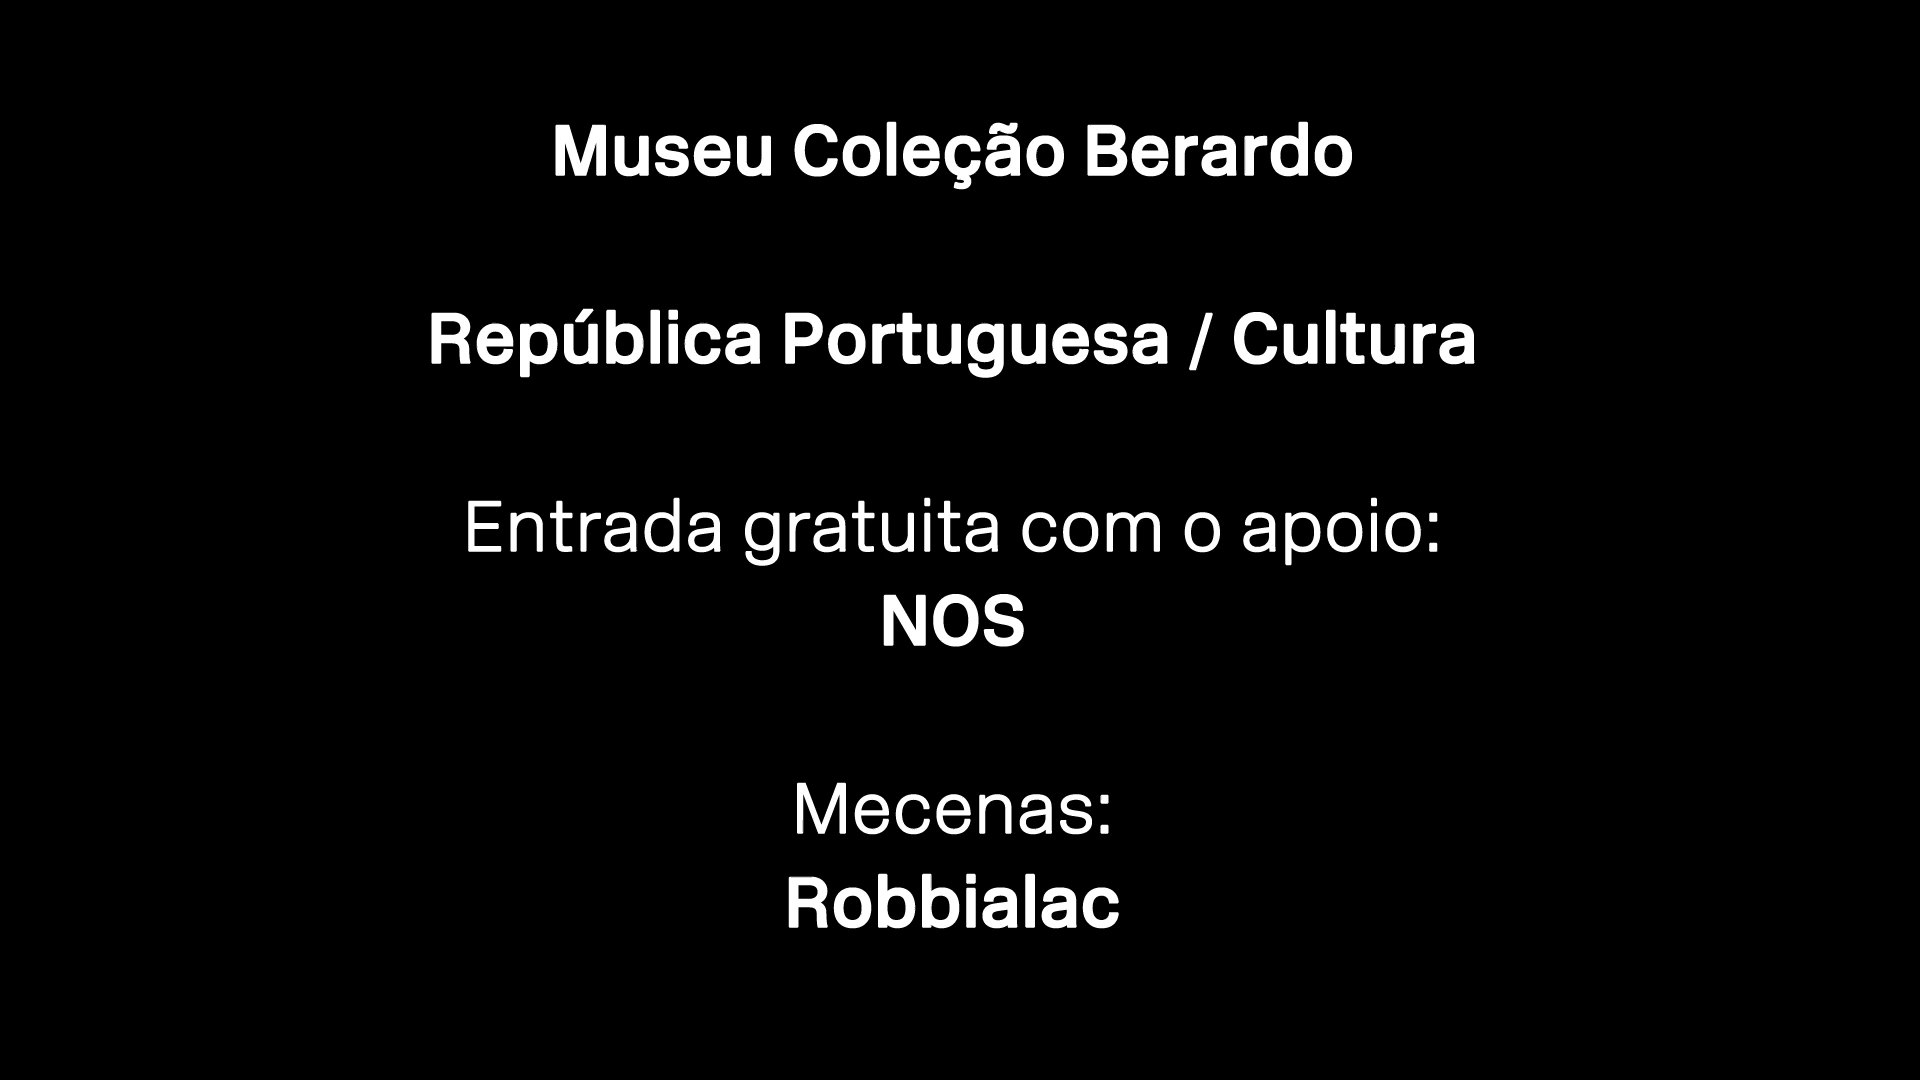 Museu Coleção Berardo
República Portuguesa / Cultura
Entrada gratuita com o apoio:
NOS
Mecenas:
Robbialac